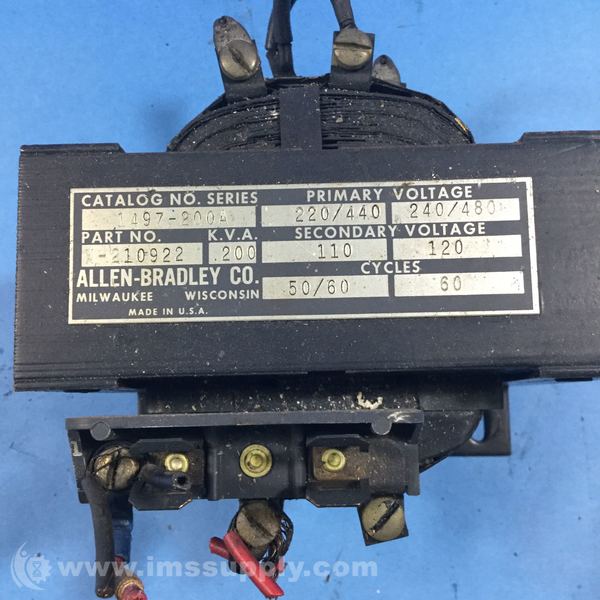 CATALOG NO. SERIES PRIMARY VOLTAGE
1497-200A 220/440 240/480
PART NO. K.V.A. SECONDARY VOLTAGE
X-210922 .200 110 120
ALLEN-BRADLEY CO. CYCLES
MILWAUKEE WISCONSIN 50/60 60
MADE IN U.S.A.
© www.imssupply.com